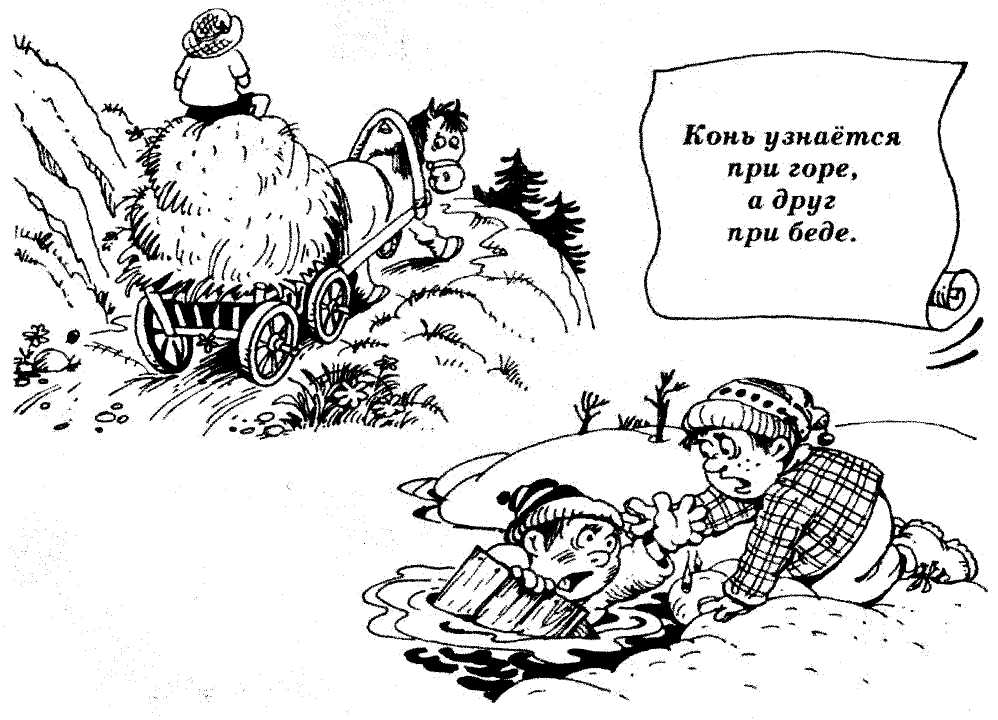 Конь узнаётся
при горе,
а друг
при беде.